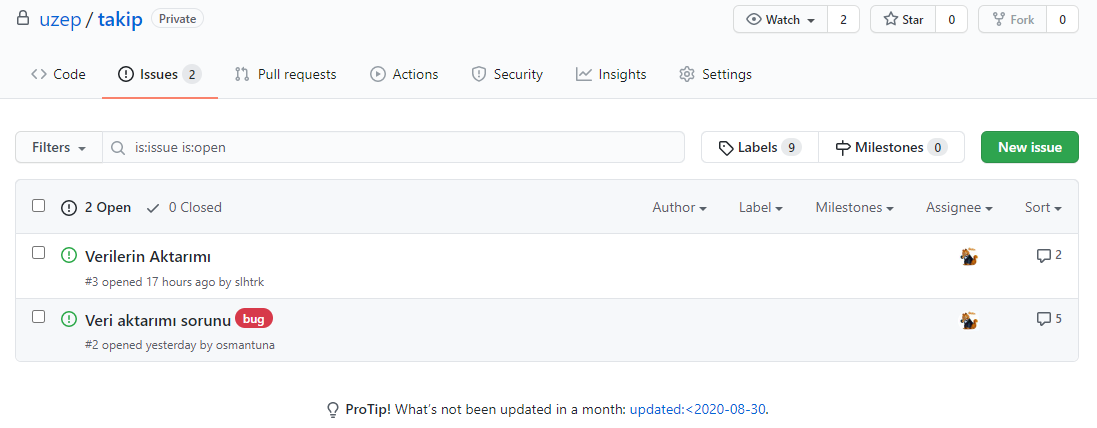 uzep / takip Private Watch 2 Star 0 Fork 0
Code Issues 2 Pull requests Actions Security Insights Settings
Filters is:issue is:open Labels 9 Milestones 0 New issue
2 Open 0 Closed Author Label Milestones Assignee Sort
Verilerin Aktarımı 2
#3 opened 17 hours ago by slhtrk
Veri aktarımı sorunu bug 5
#2 opened yesterday by osmantuna
ProTip! What's not been updated in a month: updated:<2020-08-30.